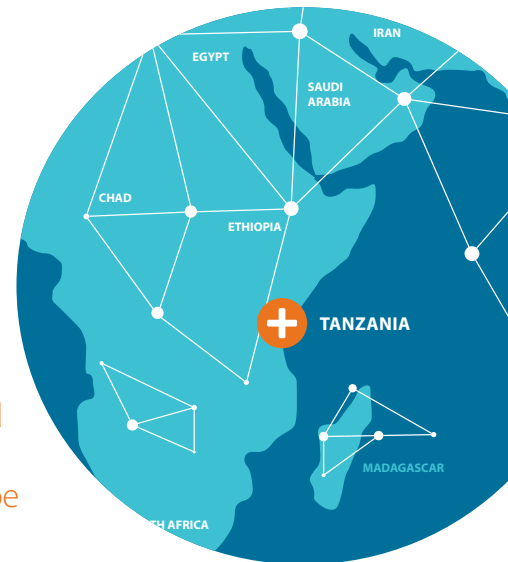 IRAN
EGYPT
SAUDI
ARABIA
CHAD
ETHIOPIA
TANZANIA
MADAGASCAR
AFRICA